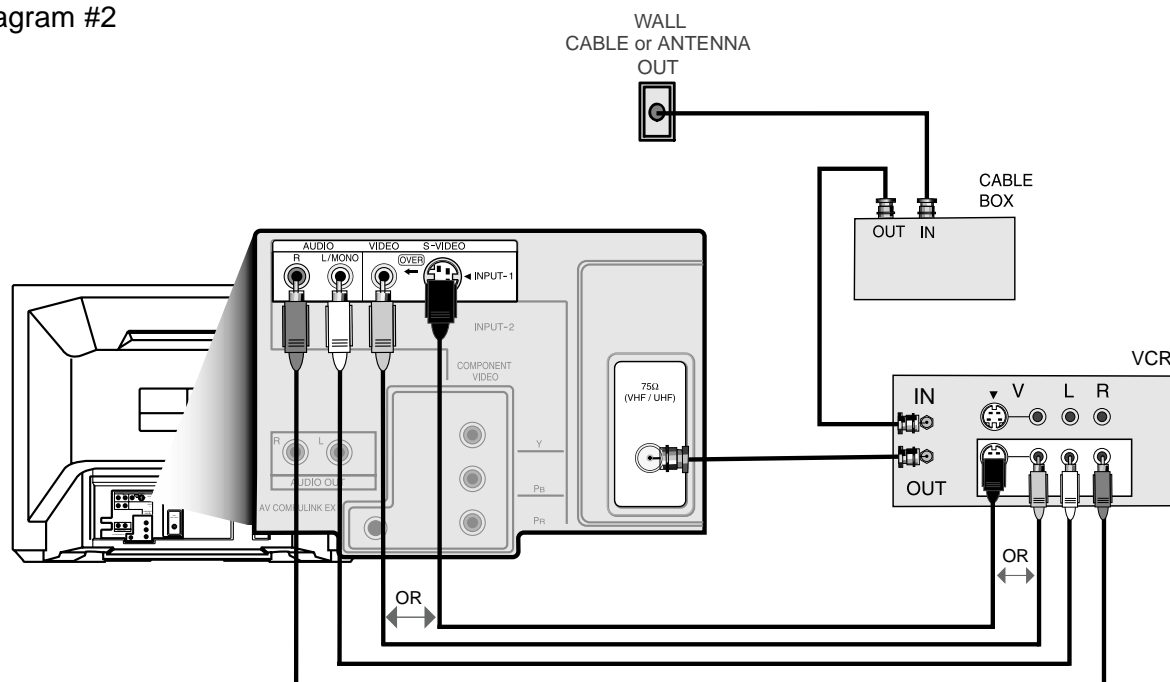 agram #2
WALL
CABLE or ANTENNA
OUT
CABLE
BOX
OUT IN
AUDIO VIDEO S-VIDEO
R L/MONO OVER
INPUT-1
INPUT-2
COMPONENT
VIDEO
75Ω
(VHF / UHF)
VCR
IN V L R
OUT
R L
AUDIO OUT
Y
PB
PR
AV COMPULINK EX
OR
OR